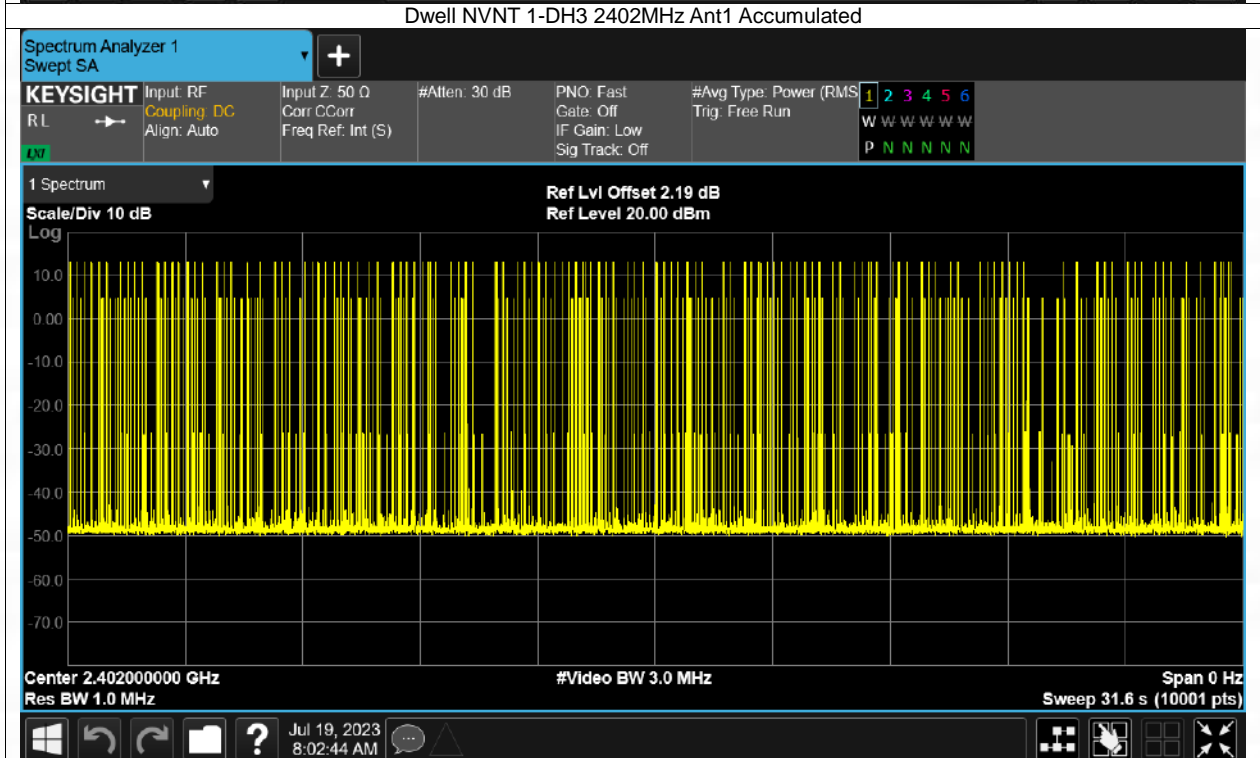 Dwell NVNT 1-DH3 2402MHz Ant1 Accumulated
Spectrum Analyzer 1
Swept SA
+
KEYSIGHT
RL
LXI
Input: RF
Coupling: DC
Align: Auto
Input Z: 50 Ω
Corr CCorr
Freq Ref: Int (S)
#Atten: 30 dB
PNO: Fast
Gate: Off
IF Gain: Low
Sig Track: Off
#Avg Type: Power (RMS
Trig: Free Run
1 2 3 4 5 6
W W W W W W
P N N N N N
1 Spectrum
Scale/Div 10 dB
Ref Lvl Offset 2.19 dB
Ref Level 20.00 dBm
Log
10.0
0.00
-10.0
-20.0
-30.0
-40.0
-50.0
-60.0
-70.0
Center 2.402000000 GHz
Res BW 1.0 MHz
#Video BW 3.0 MHz
Span 0 Hz
Sweep 31.6 s (10001 pts)
?
Jul 19, 2023
8:02:44 AM